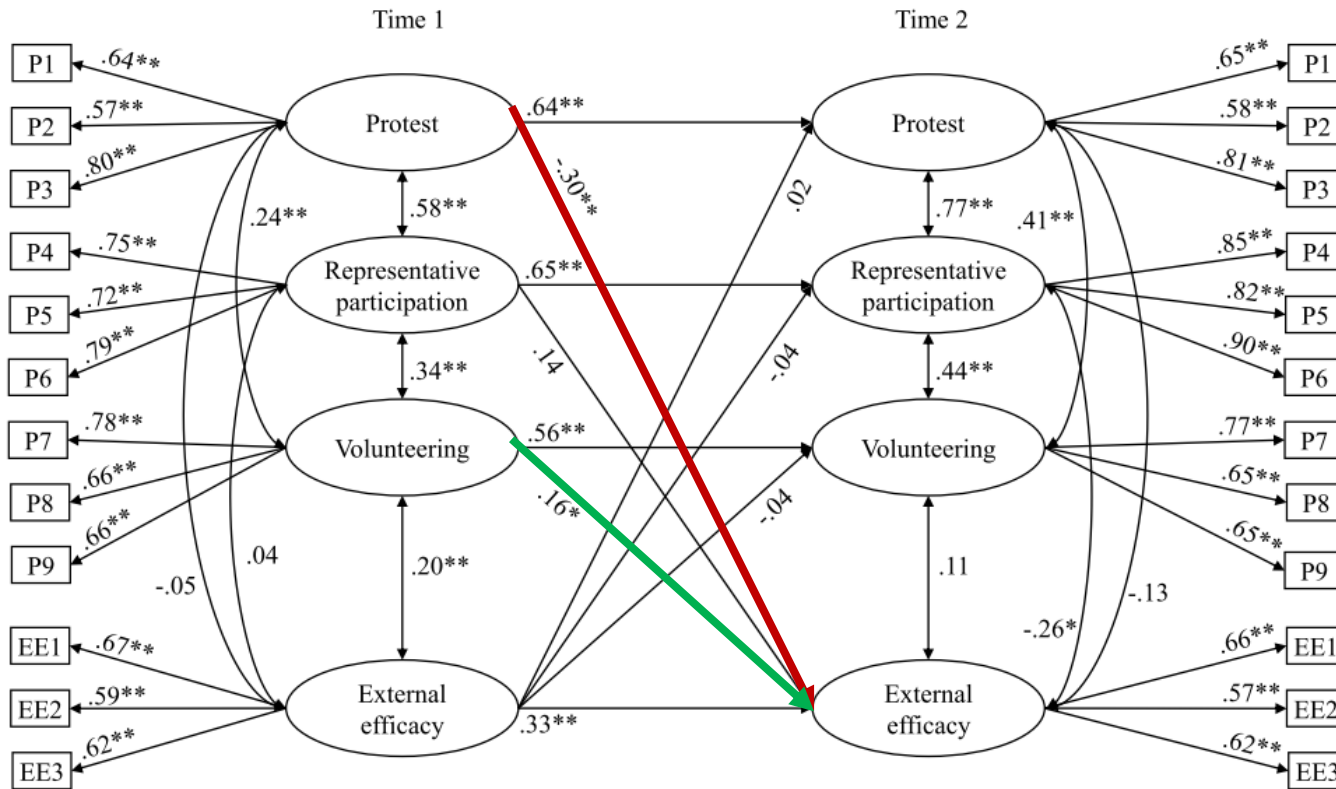 Time 1
Time 2
P1
.64**
P2
.57**
P3
.80**
P4
.75**
P5
.72**
P6
.79**
P7
.78**
P8
.66**
P9
.66**
EE1
.67**
EE2
.59**
EE3
.62**
-.05
.24**
.04
Protest
.58**
Representative
participation
.34**
Volunteering
.20**
External
efficacy
.64**
-.30**
.65**
.14
.56**
.16*
.33**
.02
-.04
-.04
Protest
.77**
Representative
participation
.44**
Volunteering
.11
External
efficacy
.41**
-.26*
-.13
.65**
P1
.58**
P2
.81**
P3
.85**
P4
.82**
P5
.90**
P6
.77**
P7
.65**
P8
.65**
P9
.66**
EE1
.57**
EE2
.62**
EE3